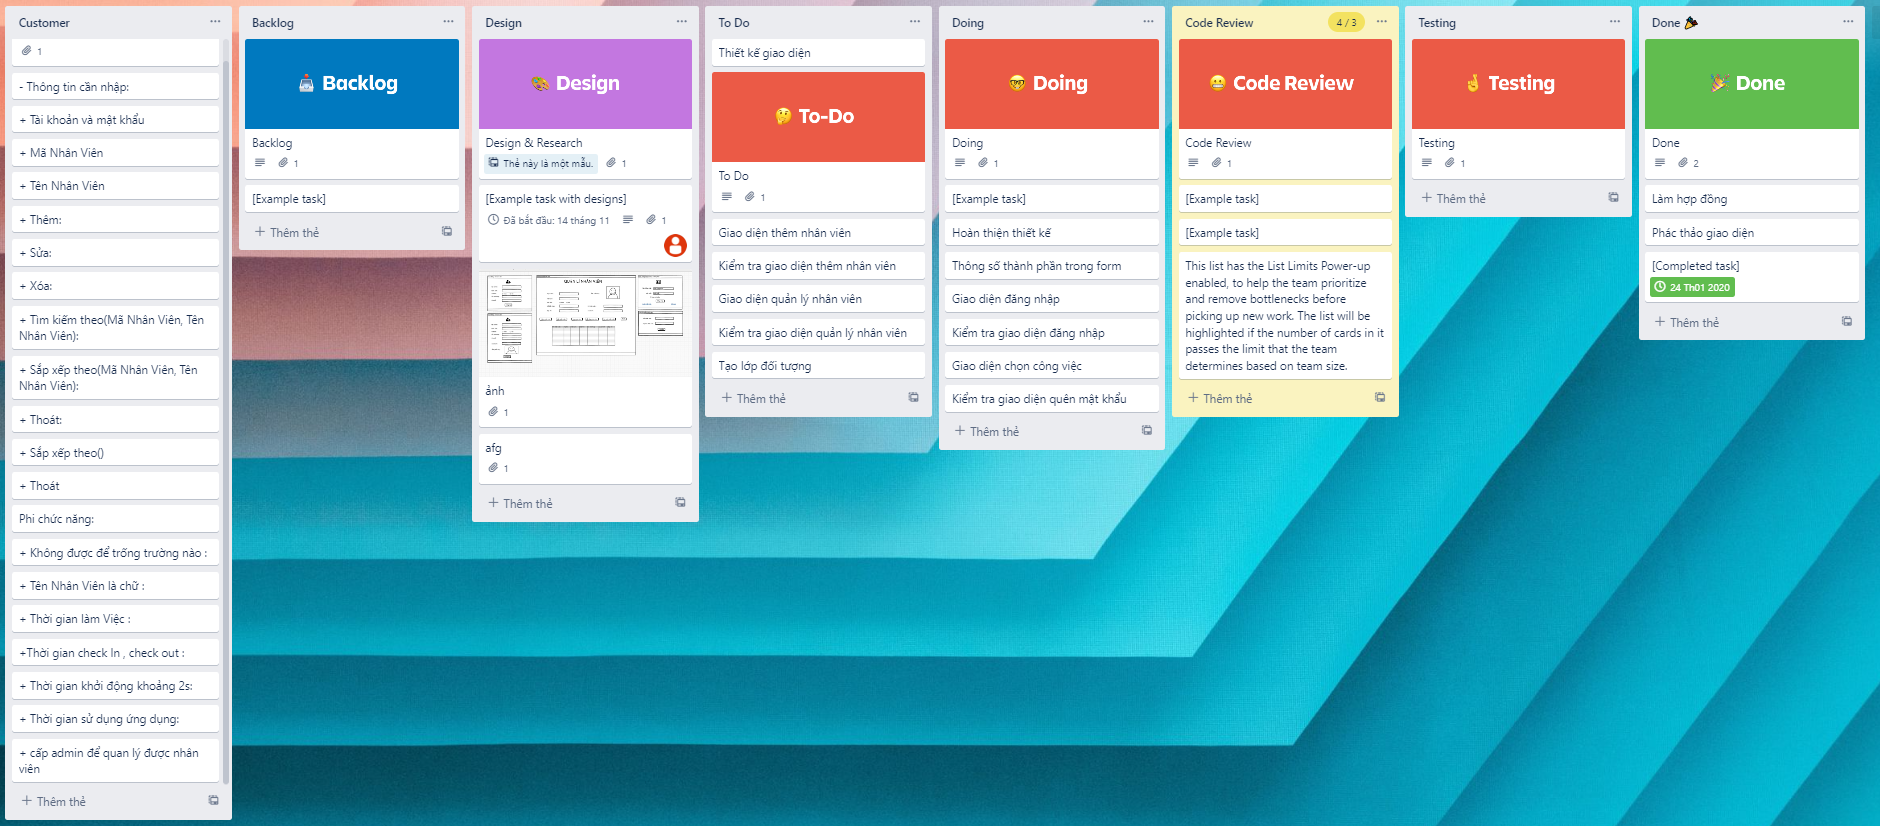 Customer
1
- Thông tin cần nhập:
+ Tài khoản và mật khẩu
+ Mã Nhân Viên
+ Tên Nhân Viên
+ Thêm:
+ Sửa:
+ Xóa:
+ Tìm kiếm theo(Mã Nhân Viên, Tên
Nhân Viên):
+ Sắp xếp theo(Mã Nhân Viên, Tên
Nhân Viên):
+ Thoát:
+ Sắp xếp theo()
+ Thoát
Phi chức năng:
+ Không được để trống trường nào :
+ Tên Nhân Viên là chữ :
+ Thời gian làm Việc :
+Thời gian check In , check out :
+ Thời gian khởi động khoảng 2s:
+ Thời gian sử dụng ứng dụng:
+ cấp admin để quan lý được nhân
viên
+ Thêm thẻ
Backlog
Backlog
Backlog
1
[Example task]
+ Thêm thẻ
Design
Design
Design & Research
Thẻ này là một mẫu.
1
[Example task with designs]
Đã bắt đầu: 14 tháng 11
1
QUẢN LÍ NHÂN VIÊN
ảnh
1
afg
1
+ Thêm thẻ
To Do
Thiết kế giao diện
To-Do
To Do
1
Giao diện thêm nhân viên
Kiểm tra giao diện thêm nhân viên
Giao diện quản lý nhân viên
Kiểm tra giao diện quản lý nhân viên
Tạo lớp đối tượng
+ Thêm thẻ
Doing
Doing
Doing
1
[Example task]
Hoàn thiện thiết kế
Thông số thành phần trong form
Giao diện đăng nhập
Kiểm tra giao diện đăng nhập
Giao diện chọn công việc
Kiểm tra giao diện quên mật khẩu
+ Thêm thẻ
Code Review
4 / 3
Code Review
Code Review
1
[Example task]
[Example task]
This list has the List Limits Power-up
enabled, to help the team prioritize
and remove bottlenecks before
picking up new work. The list will be
highlighted if the number of cards in it
passes the limit that the team
determines based on team size.
+ Thêm thẻ
Testing
Testing
Testing
1
+ Thêm thẻ
Done
Done
Done
2
Làm hợp đồng
Phác thảo giao diện
[Completed task]
24 Th01 2020
+ Thêm thẻ